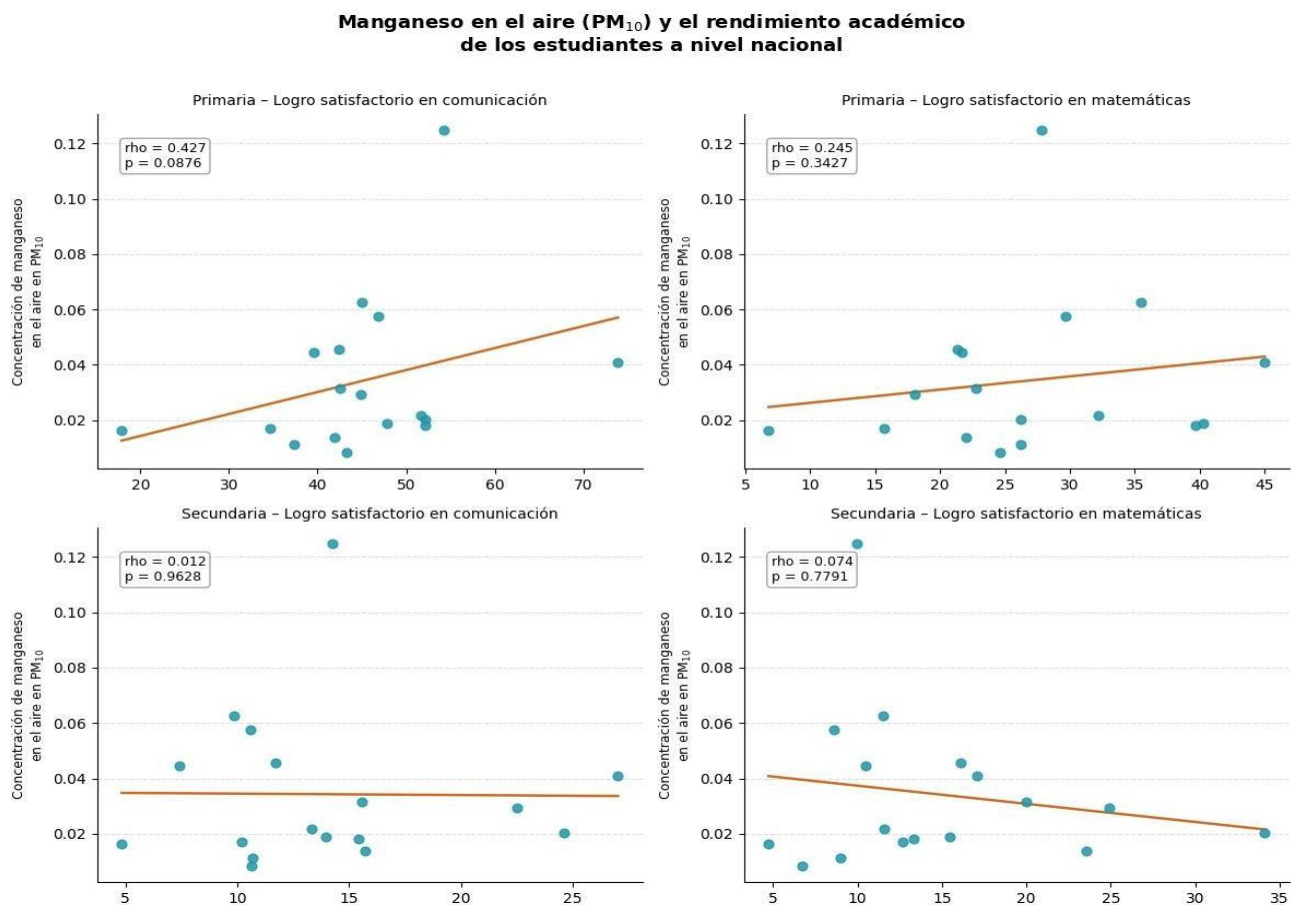 Manganeso en el aire (PM₁₀) y el rendimiento académico
de los estudiantes a nivel nacional
Primaria – Logro satisfactorio en comunicación
rho = 0.427
p = 0.0876
Concentración de manganeso
en el aire en PM₁₀
0.12
0.10
0.08
0.06
0.04
0.02
20 30 40 50 60 70
Primaria – Logro satisfactorio en matemáticas
rho = 0.245
p = 0.3427
Concentración de manganeso
en el aire en PM₁₀
0.12
0.10
0.08
0.06
0.04
0.02
5 10 15 20 25 30 35 40 45
Secundaria – Logro satisfactorio en comunicación
rho = 0.012
p = 0.9628
Concentración de manganeso
en el aire en PM₁₀
0.12
0.10
0.08
0.06
0.04
0.02
5 10 15 20 25
Secundaria – Logro satisfactorio en matemáticas
rho = 0.074
p = 0.7791
Concentración de manganeso
en el aire en PM₁₀
0.12
0.10
0.08
0.06
0.04
0.02
5 10 15 20 25 30 35